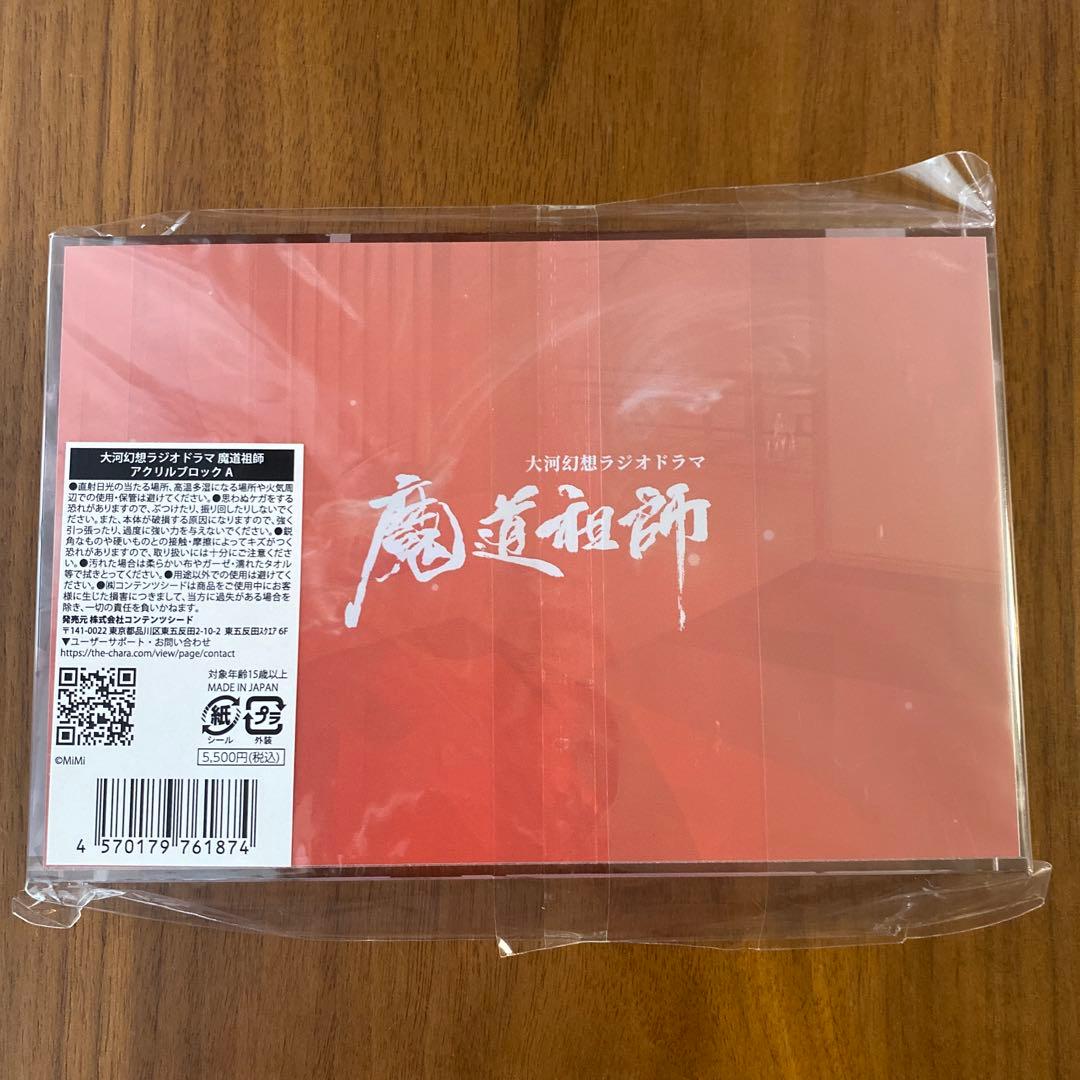 大河幻想ラジオドラマ
魔道祖師
大河幻想ラジオドラマ 魔道祖師
アクリルブロック A
●直射日光の当たる場所、高温多湿になる場所や火気周
辺での使用・保管は避けてください。●思わぬケガをする
恐れがありますので、ぶつけたり、振り回したりしないでく
ださい。また、本体が破損する原因になりますので、強く
引っ張ったり、過度に強い力を与えないでください。●鋭
角なものや硬いものとの接触・摩擦によってキズがつく
恐れがありますので、取り扱いには十分にご注意くださ
い。●汚れた場合は柔らかい布やガーゼ・濡れたタオル
等で拭きとってください。●用途以外での使用は避けてく
ださい。●㈱コンテンツシードは商品をご使用中にお客
様に生じた損害につきまして、当方に過失がある場合を
除き、一切の責任を負いかねます。
発売元 株式会社コンテンツシード
〒141-0022 東京都品川区東五反田2-10-2 東五反田ｽｸｴｱ 6F
▼ユーザーサポート・お問い合わせ
https://the-chara.com/view/page/contact
対象年齢15歳以上
MADE IN JAPAN
紙 プラ
シール 外装
©MiMi
5,500円(税込)
4 570179 761874